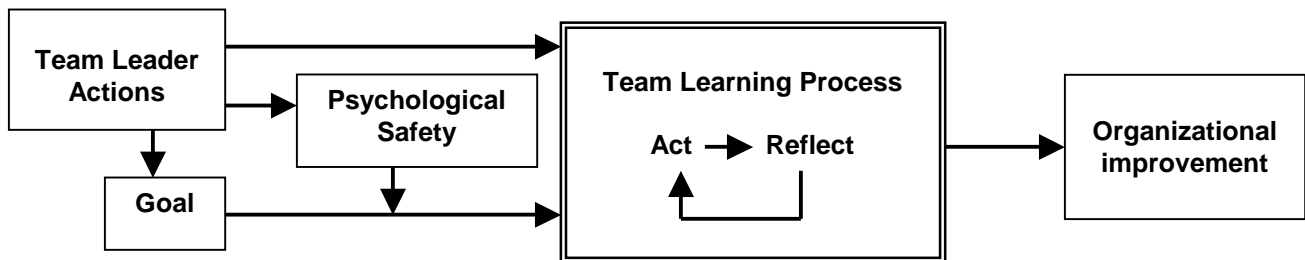 Team Leader
Actions
Psychological
Safety
Goal
Team Learning Process
Act Reflect
Organizational
improvement